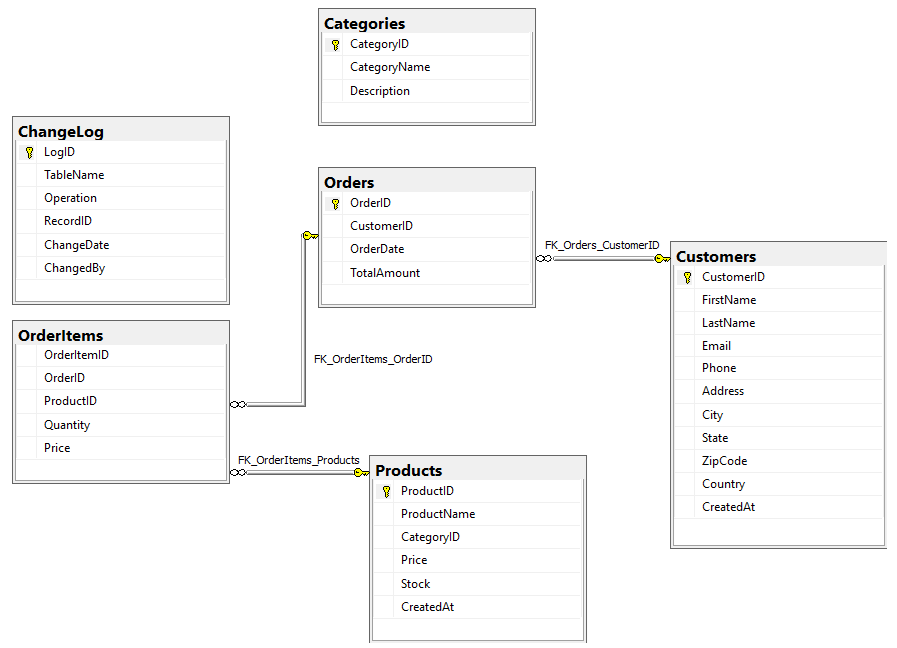 Categories
CategoryID
CategoryName
Description
ChangeLog
LogID
TableName
Operation
RecordID
ChangeDate
ChangedBy
Orders
OrderID
CustomerID
OrderDate
TotalAmount
FK_Orders_CustomerID
Customers
CustomerID
FirstName
LastName
Email
Phone
Address
City
State
ZipCode
Country
CreatedAt
OrderItems
OrderItemID
OrderID
ProductID
Quantity
Price
FK_OrderItems_OrderID
FK_OrderItems_Products
Products
ProductID
ProductName
CategoryID
Price
Stock
CreatedAt